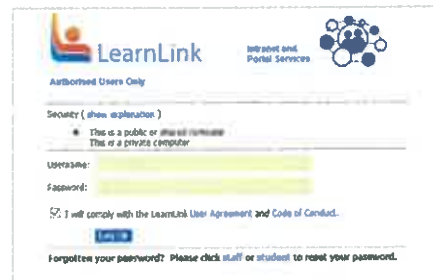 LearnLink
Intranet and
Portal Services
Authorised Users Only
Security ( show explanation )
This is a public or shared computer
This is a private computer
Username:
Password:
I will comply with the LearnLink User Agreement and Code of Conduct.
Log On
Forgotten your password? Please click staff or student to reset your password.